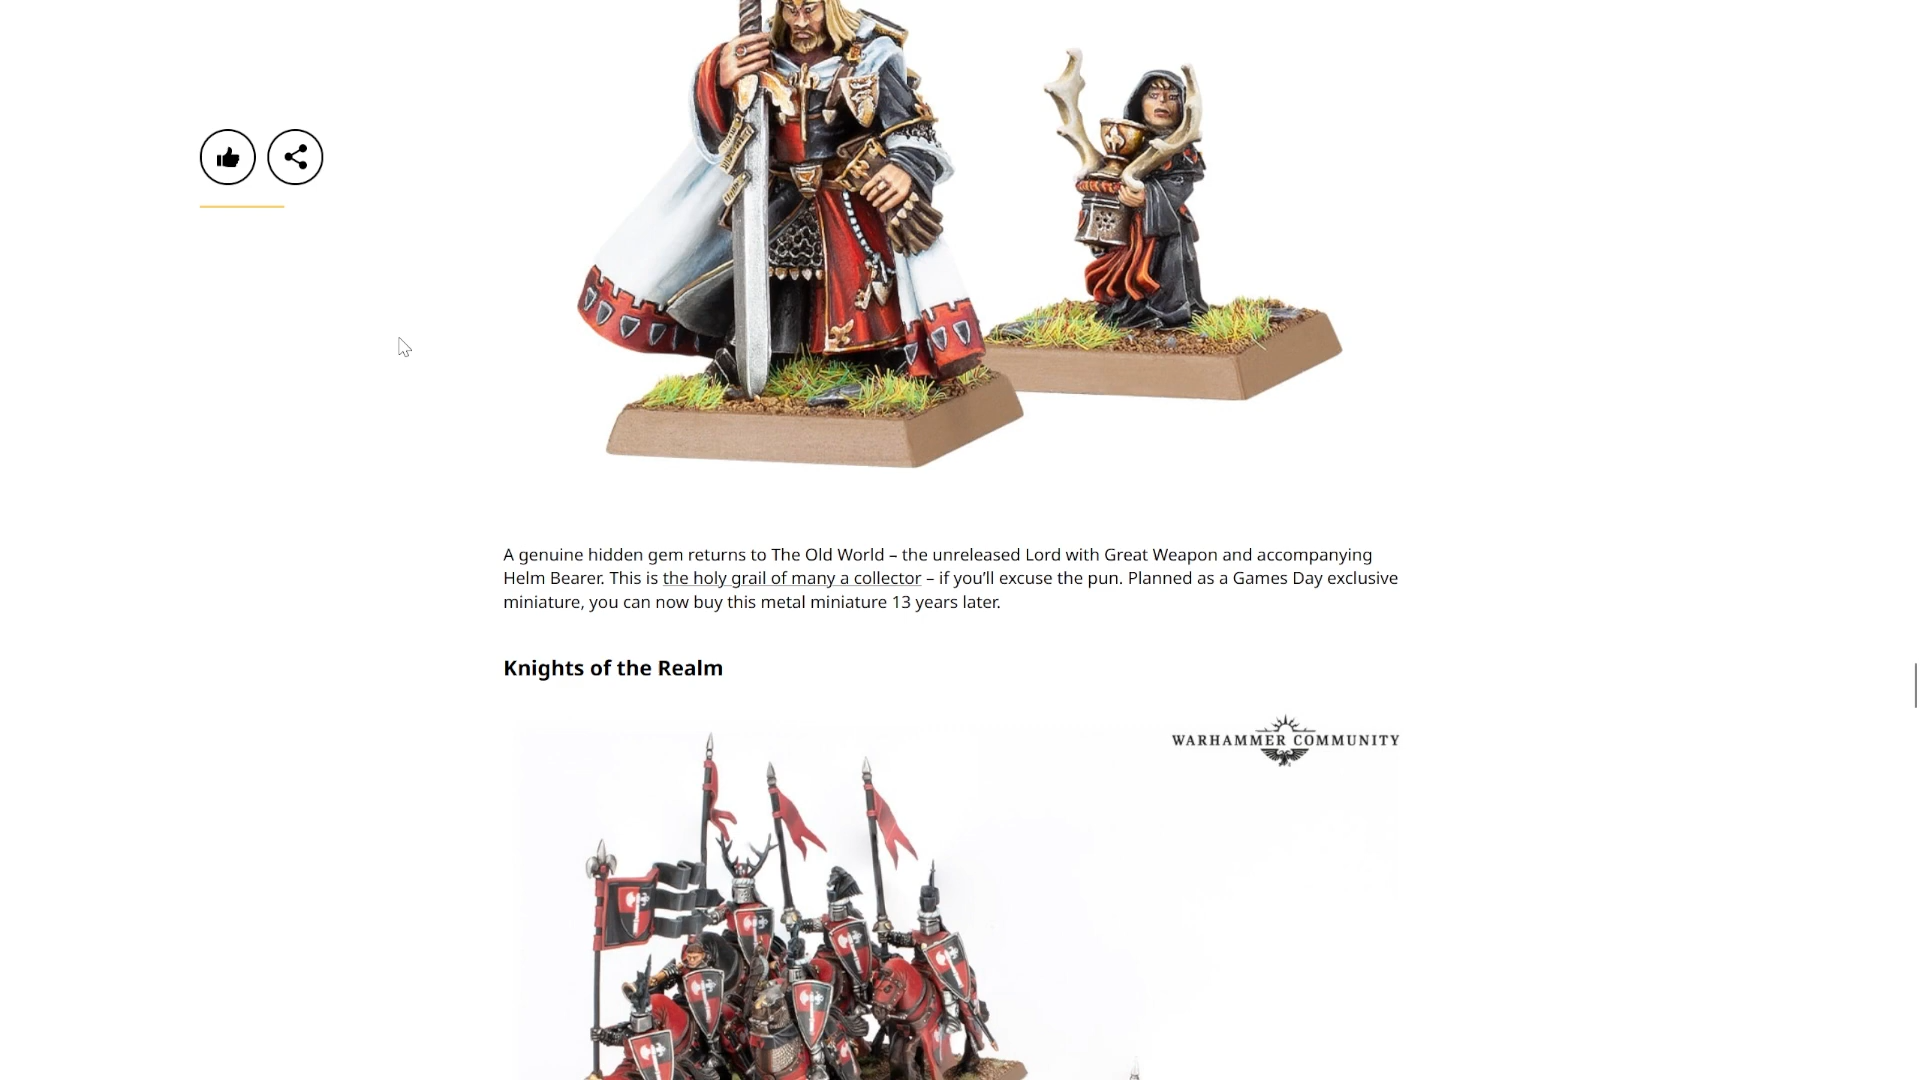 A genuine hidden gem returns to The Old World – the unreleased Lord with Great Weapon and accompanying
Helm Bearer. This is the holy grail of many a collector – if you’ll excuse the pun. Planned as a Games Day exclusive
miniature, you can now buy this metal miniature 13 years later.
Knights of the Realm
WARHAMMER COMMUNITY